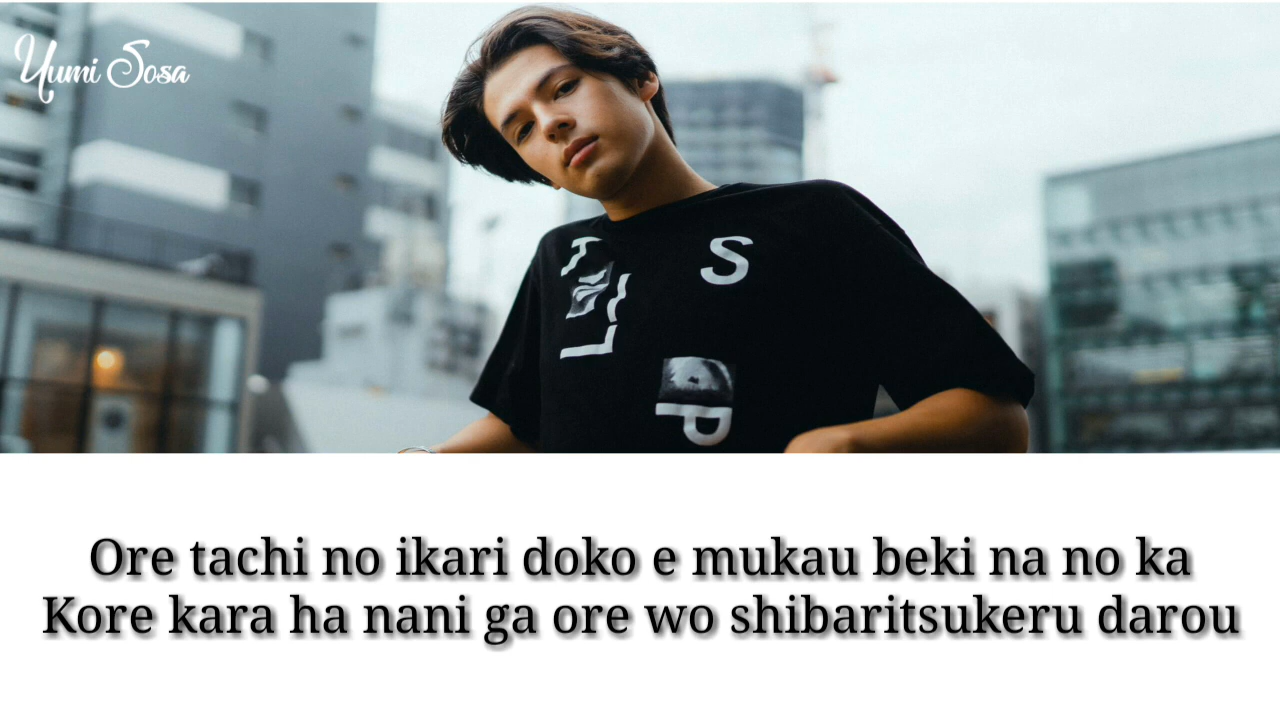 Yumi Sosa
S
P
Ore tachi no ikari doko e mukau beki na no ka
Kore kara ha nani ga ore wo shibaritsukeru darou